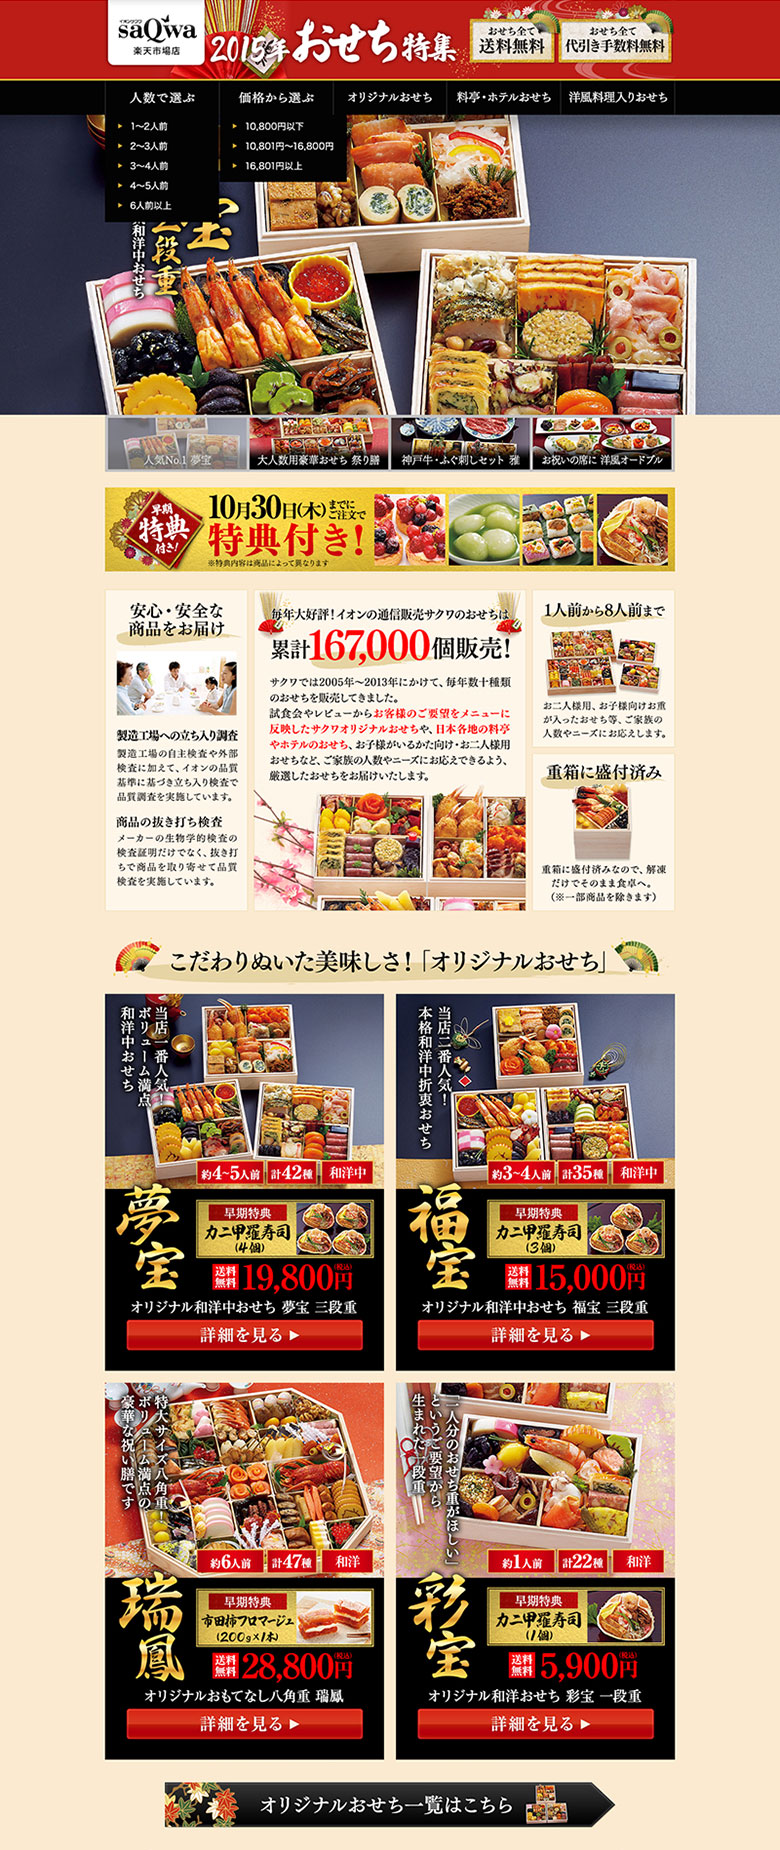 イオンサクワ
saQwa
楽天市場店
2015年 おせち特集
おせち全て
送料無料
おせち全て
代引き手数料無料
人数で選ぶ
価格から選ぶ
オリジナルおせち
料亭・ホテルおせち
洋風料理入りおせち
1〜2人前
2〜3人前
3〜4人前
4〜5人前
6人前以上
10,800円以下
10,801円〜16,800円
16,801円以上
宝
段重
和洋中おせち
人気No.1 夢宝
大人数用豪華おせち 祭り膳
神戸牛・ふぐ刺しセット 雅
お祝いの席に 洋風オードブル
早期
特典
付き!
10月30日(木)までに
ご注文で
特典付き!
※特典内容は商品によって異なります
安心・安全な
商品をお届け
製造工場への立ち入り調査
製造工場の自主検査や外部
検査に加えて、イオンの品質
基準に基づき立ち入り検査で
品質調査を実施しています。
商品の抜き打ち検査
メーカーの生物学的検査の
検査証明だけでなく、抜き打
ちで商品を取り寄せて品質
検査を実施しています。
毎年大好評!イオンの通信販売サクワのおせちは
累計167,000個販売!
サクワでは2005年〜2013年にかけて、毎年数十種類
のおせちを販売してきました。
試食会やレビューからお客様のご要望をメニューに
反映したサクワオリジナルおせちや、日本各地の料亭
やホテルのおせち、お子様がいるかた向け・お二人様用
おせちなど、ご家族の人数やニーズにお応えできるよう、
厳選したおせちをお届けいたします。
1人前から8人前まで
お二人様用、お子様向けお重
が入ったおせち等、ご家族の
人数やニーズにお応えします。
重箱に盛付済み
重箱に盛付済みなので、解凍
だけでそのまま食卓へ。
(※一部商品を除きます)
こだわりぬいた美味しさ!「オリジナルおせち」
当店一番人気!
ボリューム満点
和洋中おせち
約4~5人前
計42種
和洋中
夢宝
早期特典
カニ甲羅寿司
(4個)
送料
無料
19,800円
(税込)
オリジナル和洋中おせち 夢宝 三段重
詳細を見る
当店二番人気!
本格和洋中折衷おせち
約3~4人前
計35種
和洋中
福宝
早期特典
カニ甲羅寿司
(3個)
送料
無料
15,000円
(税込)
オリジナル和洋中おせち 福宝 三段重
詳細を見る
特大サイズ八角重!
ボリューム満点の
豪華な祝い膳です
約6人前
計47種
和洋
瑞鳳
早期特典
市田柿フロマージュ
(200g×1本)
送料
無料
28,800円
(税込)
オリジナルおもてなし八角重 瑞鳳
詳細を見る
「一人分のおせち重がほしい」
というご要望から
生まれた一段重
約1人前
計22種
和洋
彩宝
早期特典
カニ甲羅寿司
(1個)
送料
無料
5,900円
(税込)
オリジナル和洋おせち 彩宝 一段重
詳細を見る
オリジナルおせち一覧はこちら